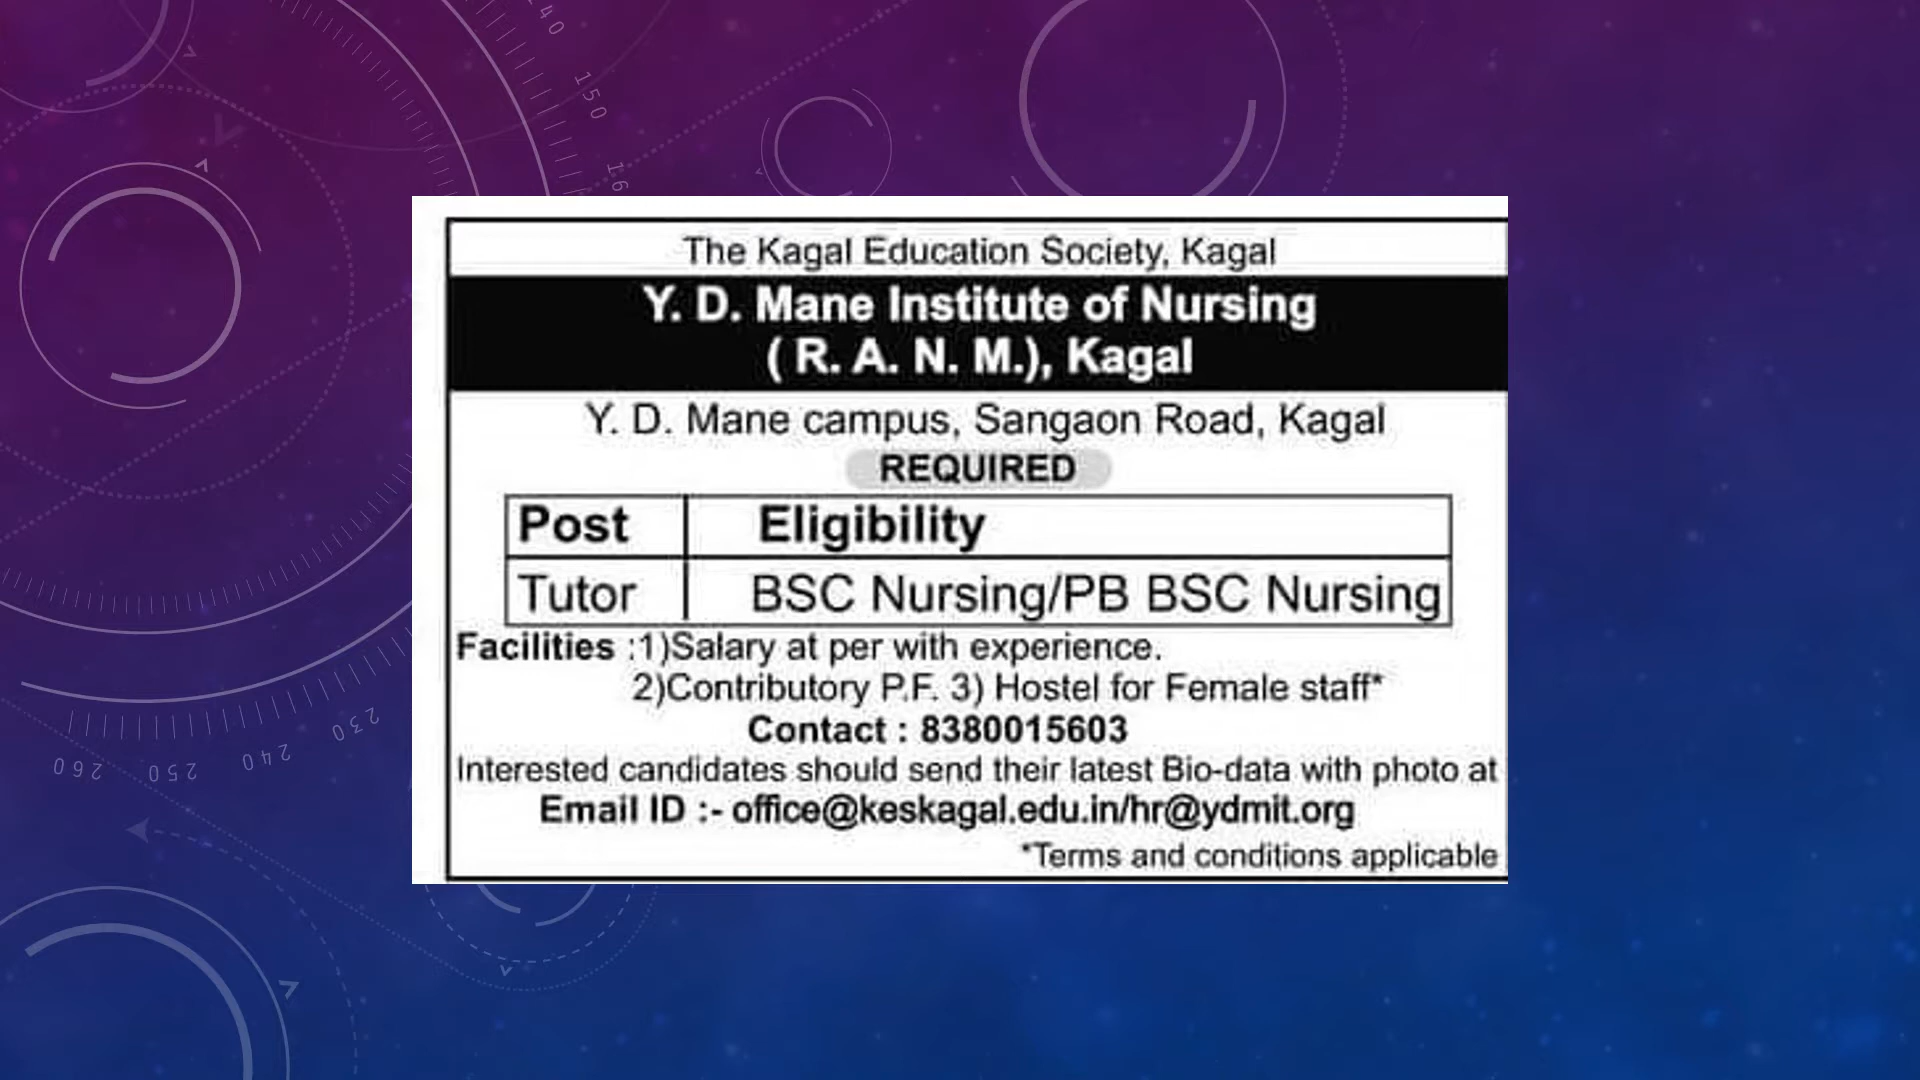 The Kagal Education Society, Kagal
Y. D. Mane Institute of Nursing
( R. A. N. M.), Kagal
Y. D. Mane campus, Sangaon Road, Kagal
REQUIRED
Post Eligibility
Tutor BSC Nursing/PB BSC Nursing
Facilities :1)Salary at per with experience.
2)Contributory P.F. 3) Hostel for Female staff*
Contact : 8380015603
Interested candidates should send their latest Bio-data with photo at
Email ID :- office@keskagal.edu.in/hr@ydmit.org
*Terms and conditions applicable
40
150
16
230
240
250
260